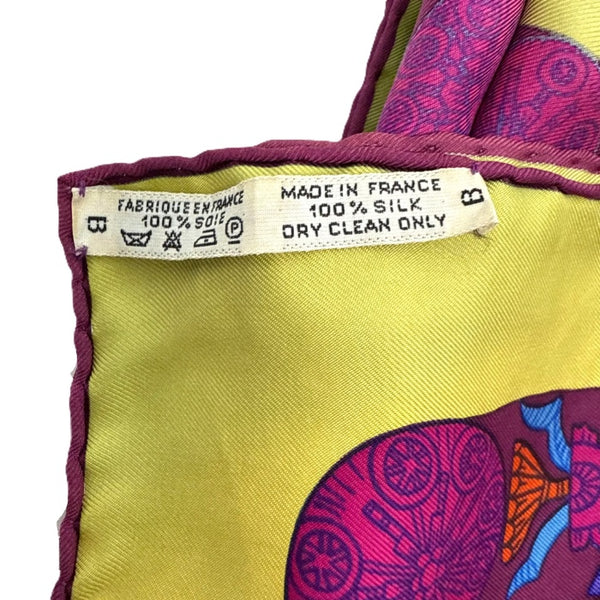 B
FABRIQUE EN FRANCE
100% SOIE
P
MADE IN FRANCE
100% SILK
DRY CLEAN ONLY
B